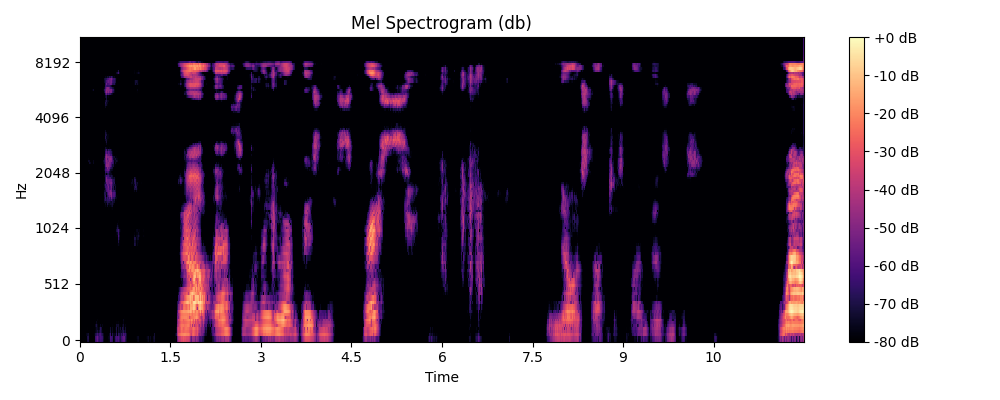 Mel Spectrogram (db)
8192
4096
2048
1024
512
0
Hz
0 1.5 3 4.5 6 7.5 9 10
Time
+0 dB
-10 dB
-20 dB
-30 dB
-40 dB
-50 dB
-60 dB
-70 dB
-80 dB